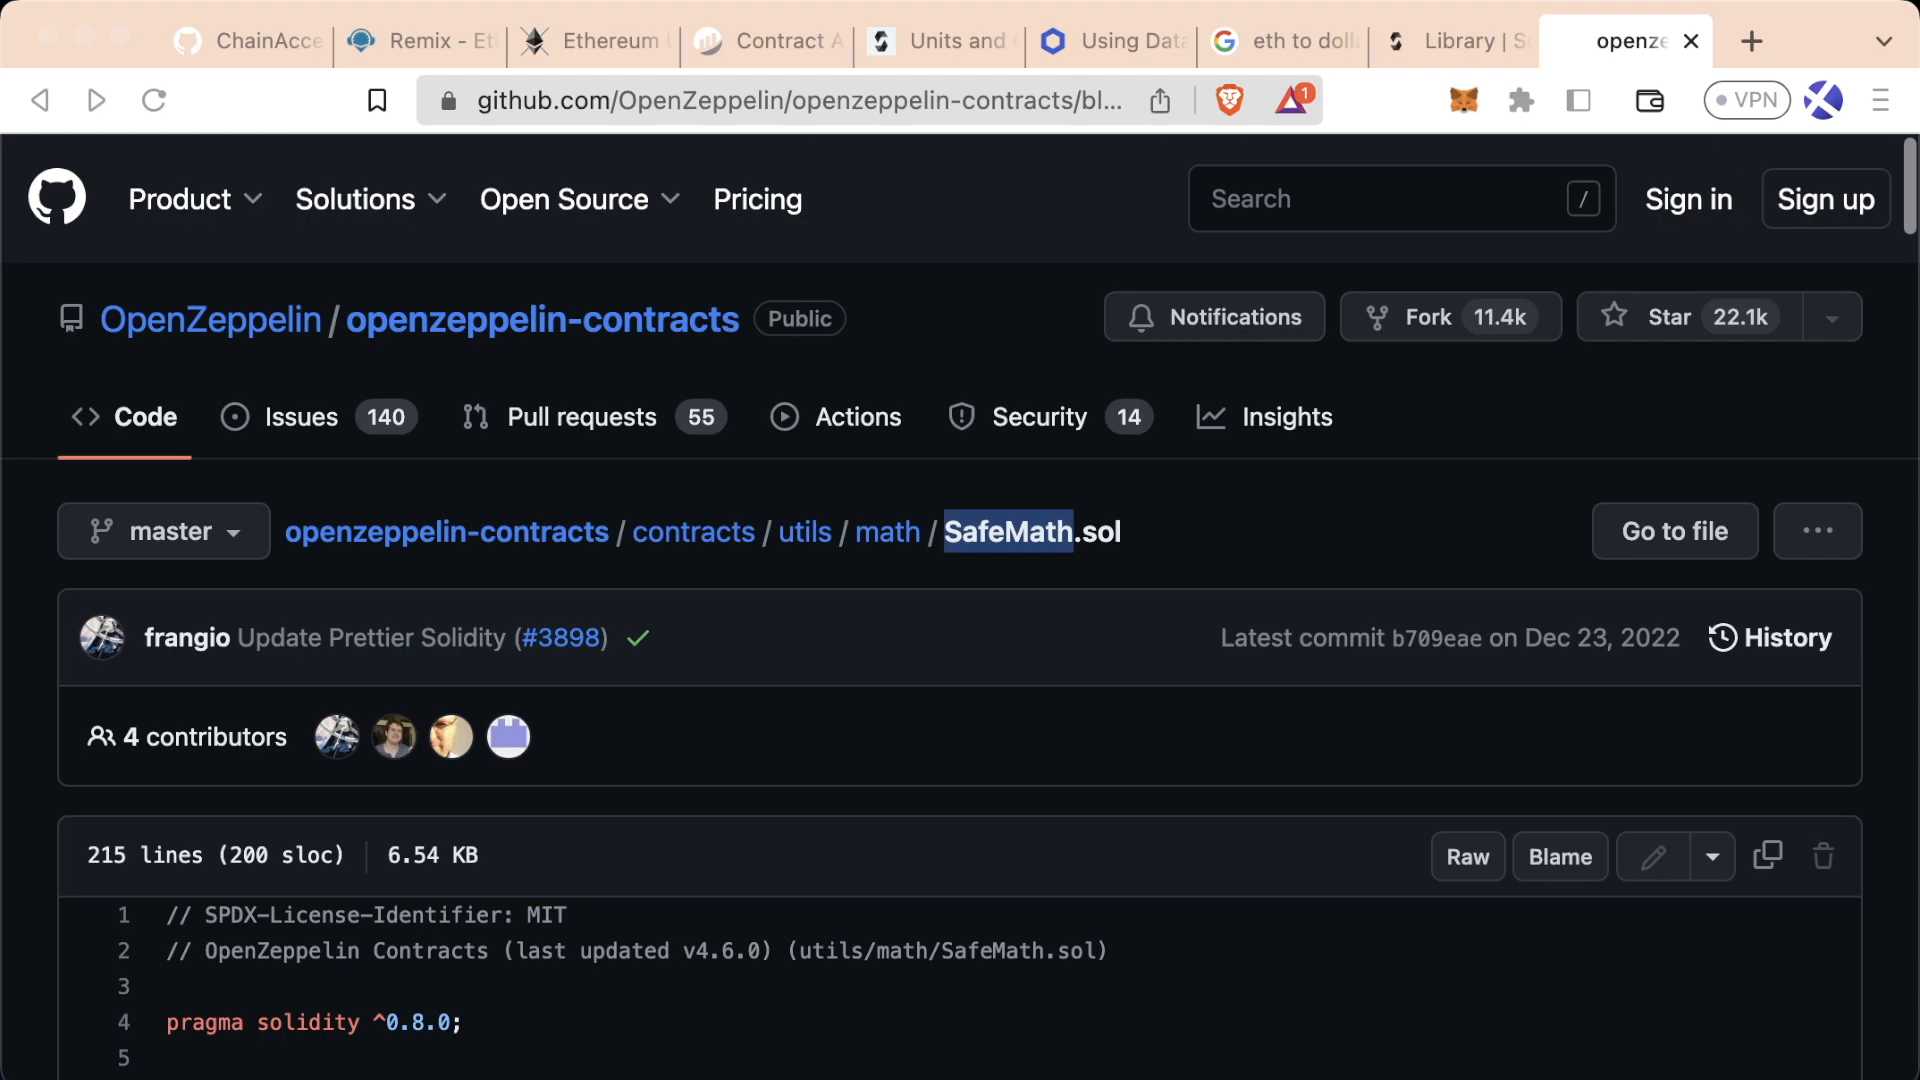 ChainAcce
Remix - Et
Ethereum
Contract A
Units and
Using Data
eth to dolla
Library | S
openze
github.com/OpenZeppelin/openzeppelin-contracts/bl...
1
VPN
Product
Solutions
Open Source
Pricing
Search
/
Sign in
Sign up
OpenZeppelin / openzeppelin-contracts
Public
Notifications
Fork 11.4k
Star 22.1k
Code
Issues 140
Pull requests 55
Actions
Security 14
Insights
master
openzeppelin-contracts / contracts / utils / math / SafeMath.sol
Go to file
...
frangio Update Prettier Solidity (#3898)
Latest commit b709eae on Dec 23, 2022
History
4 contributors
215 lines (200 sloc)
6.54 KB
Raw
Blame
1 // SPDX-License-Identifier: MIT
2 // OpenZeppelin Contracts (last updated v4.6.0) (utils/math/SafeMath.sol)
3
4 pragma solidity ^0.8.0;
5